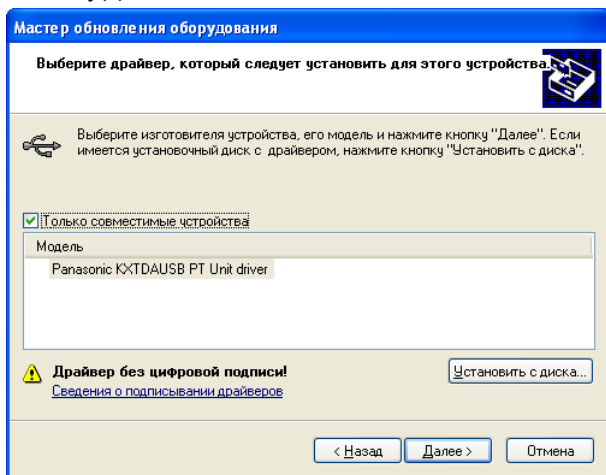 Мастер обновления оборудования
Выберите драйвер, который следует установить для этого устройства.
Выберите изготовителя устройства, его модель и нажмите кнопку "Далее". Если
имеется установочный диск с драйвером, нажмите кнопку "Установить с диска".
Только совместимые устройства
Модель
Panasonic KXTDAUSB PT Unit driver
Драйвер без цифровой подписи!
Установить с диска...
Сведения о подписывании драйверов
< Назад
Далее >
Отмена